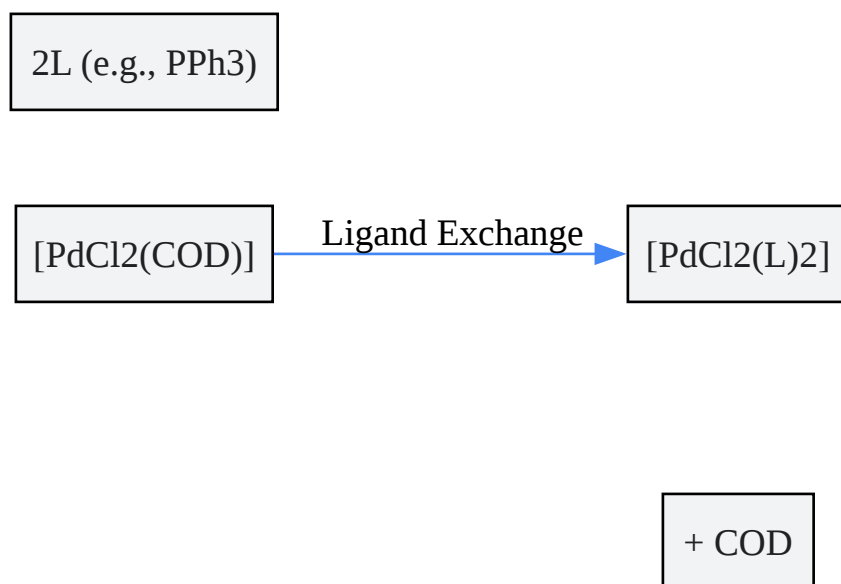 2L (e.g., PPh3)
Ligand Exchange
[PdCl2(COD)]
[PdCl2(L)2]
+ COD